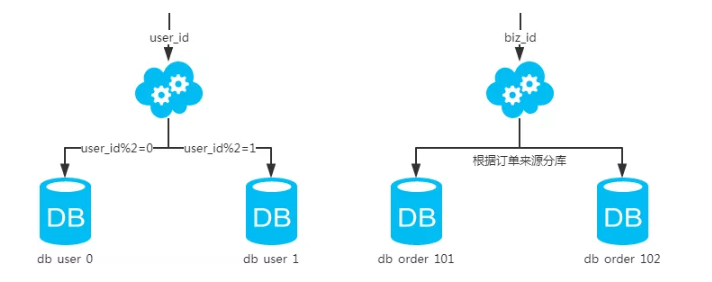 user_id
biz_id
user_id%2=0
user_id%2=1
根据订单来源分库
DB
DB
DB
DB
db user 0
db user 1
db order 101
db order 102